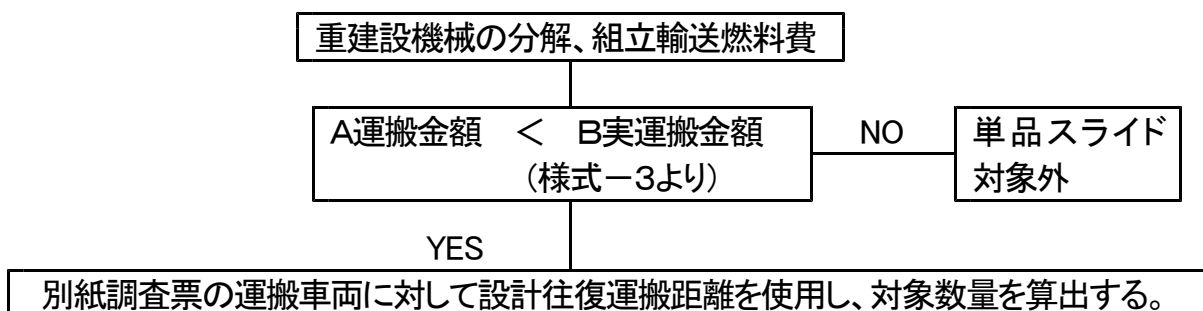 重建設機械の分解、組立輸送燃料費
A運搬金額　＜　B実運搬金額
(様式－3より)
NO
単品スライド
対象外
YES
別紙調査票の運搬車両に対して設計往復運搬距離を使用し、対象数量を算出する。